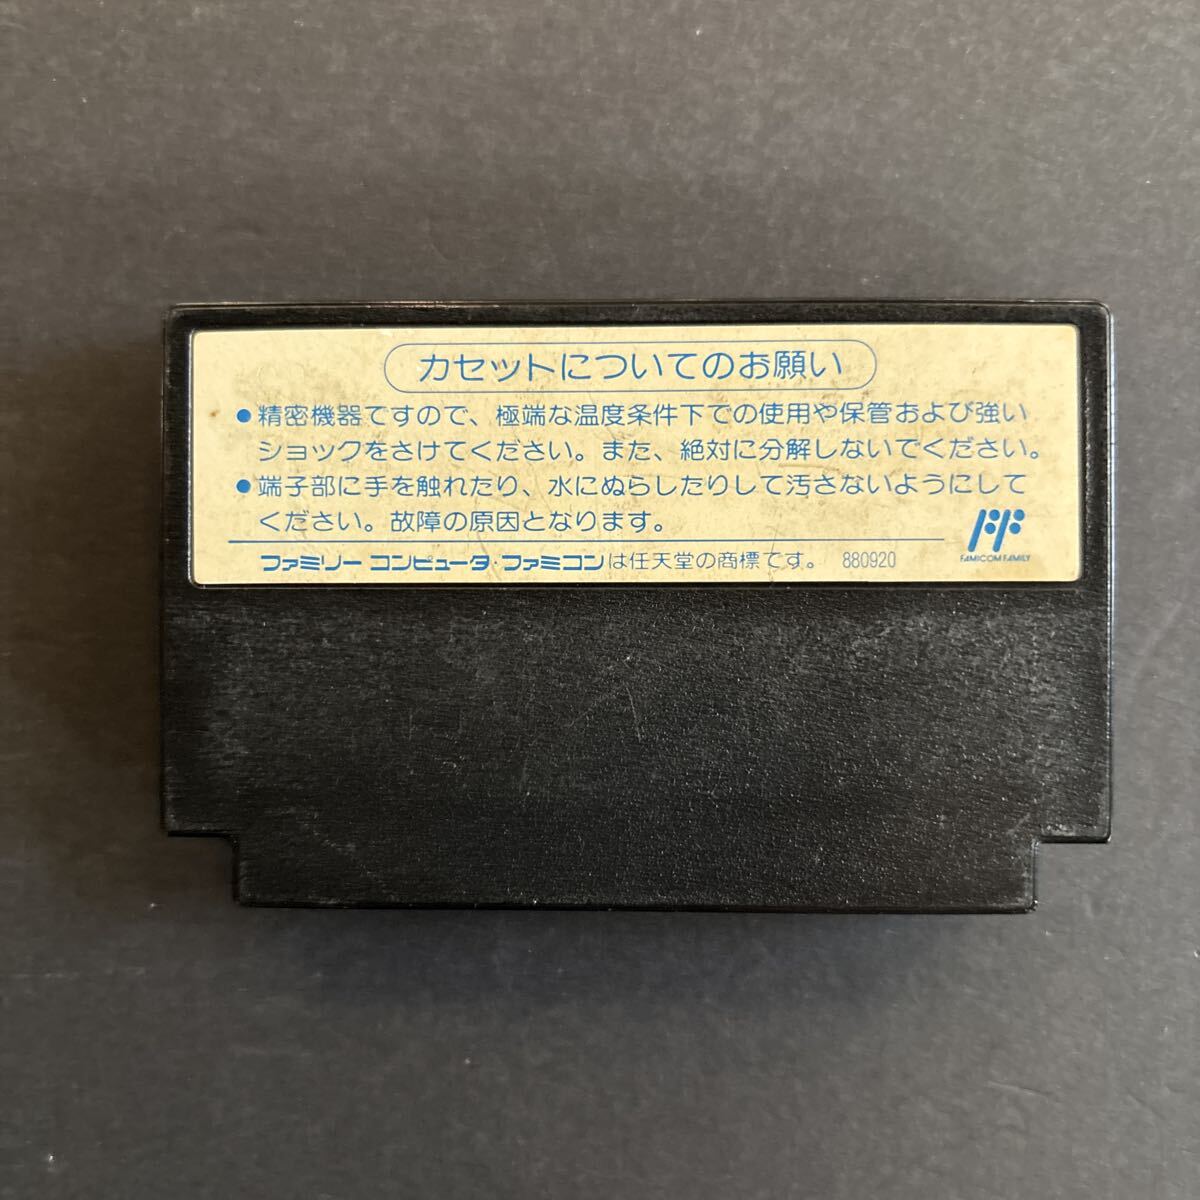 カセットについてのお願い
●精密機器ですので、極端な温度条件下での使用や保管および強い
ショックをさけてください。また、絶対に分解しないでください。
●端子部に手を触れたり、水にぬらしたりして汚さないようにして
ください。故障の原因となります。
FF
FAMICOM FAMILY
ファミリー コンピュータ・ファミコンは任天堂の商標です。 880920